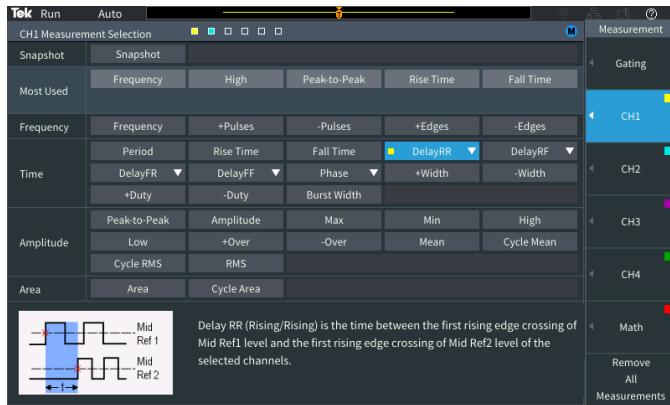 Tek Run Auto
CH1 Measurement Selection M Measurement
Snapshot Snapshot
Gating
Most Used Frequency High Peak-to-Peak Rise Time Fall Time
CH1
Frequency Frequency +Pulses -Pulses +Edges -Edges
Time Period Rise Time Fall Time DelayRR DelayRF
DelayFR DelayFF Phase +Width -Width
CH2
+Duty -Duty Burst Width
Amplitude Peak-to-Peak Amplitude Max Min High
CH3
Low +Over -Over Mean Cycle Mean
Cycle RMS RMS
CH4
Area Area Cycle Area
Mid
Ref 1
Mid
Ref 2
t
Delay RR (Rising/Rising) is the time between the first rising edge crossing of
Mid Ref1 level and the first rising edge crossing of Mid Ref2 level of the
selected channels.
Math
Remove
All
Measurements